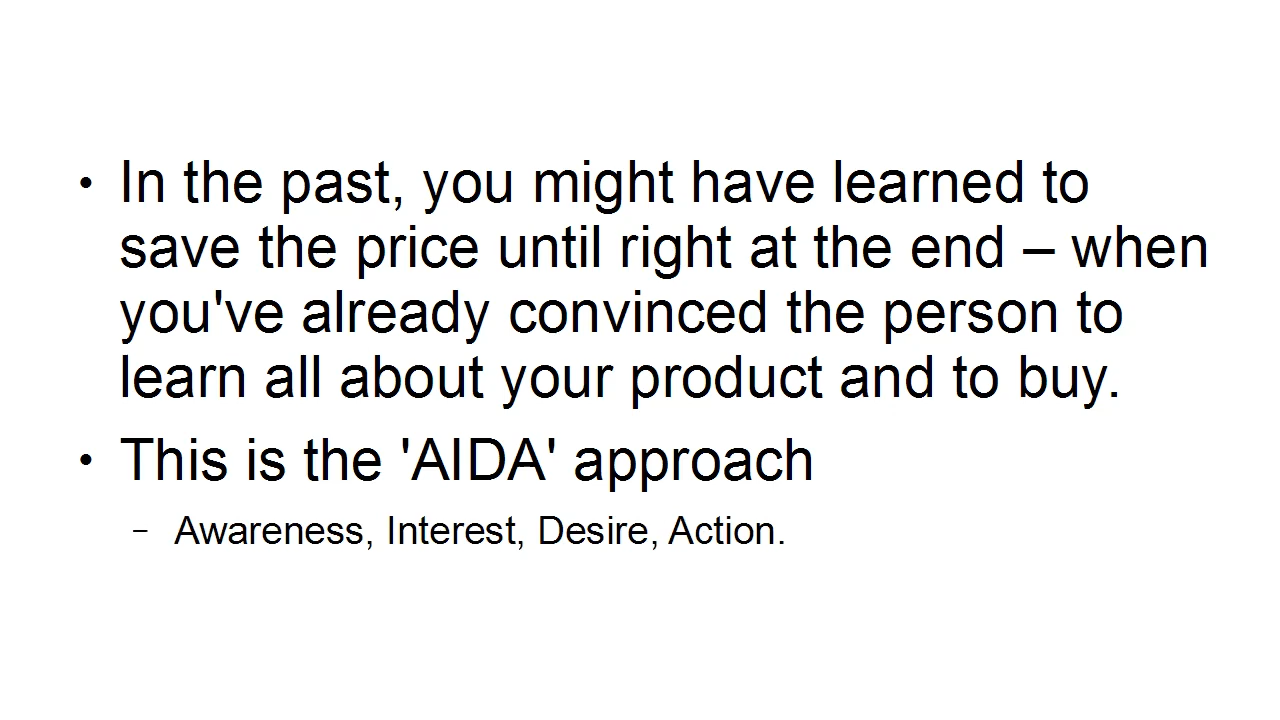 • In the past, you might have learned to
save the price until right at the end – when
you've already convinced the person to
learn all about your product and to buy.
• This is the 'AIDA' approach
– Awareness, Interest, Desire, Action.